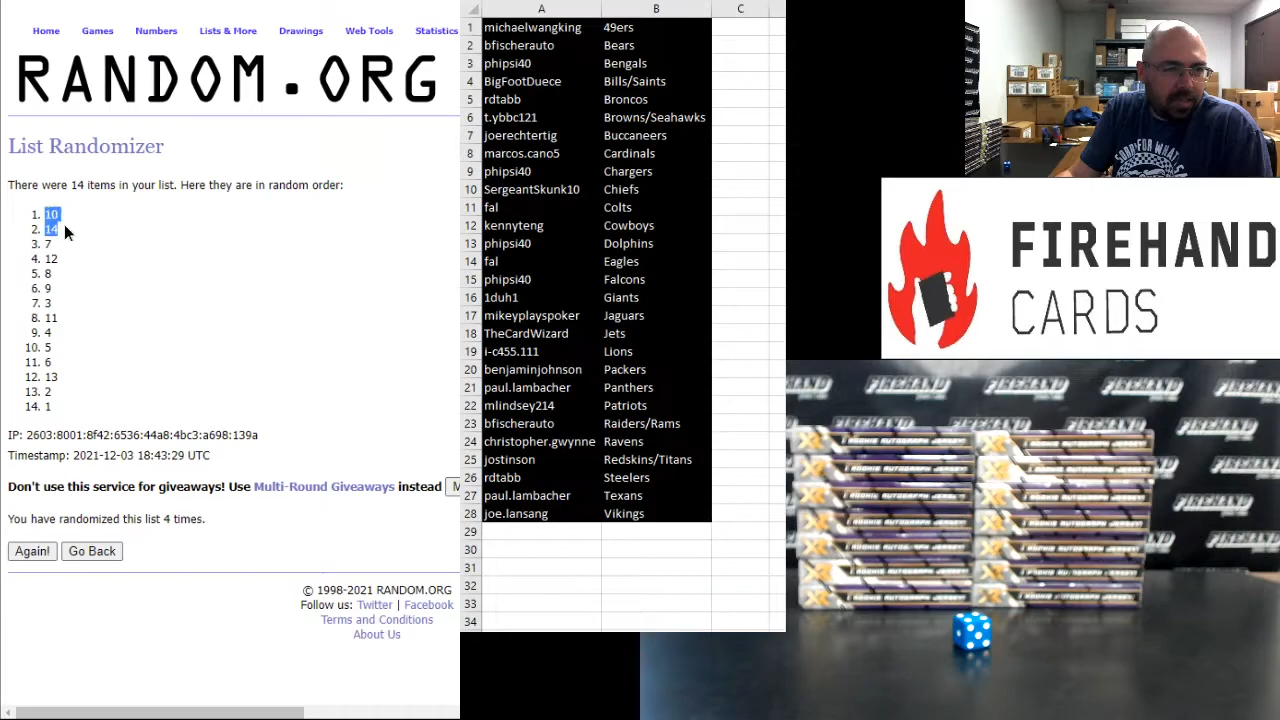 Home Games Numbers Lists & More Drawings Web Tools Statistics
RANDOM.ORG
List Randomizer
There were 14 items in your list. Here they are in random order:
1. 10
2. 14
3. 7
4. 12
5. 8
6. 9
7. 3
8. 11
9. 4
10. 5
11. 6
12. 13
13. 2
14. 1
IP: 2603:8001:8f42:6536:44a8:4bc3:a698:139a
Timestamp: 2021-12-03 18:43:29 UTC
Don't use this service for giveaways! Use Multi-Round Giveaways instead
You have randomized this list 4 times.
Again! Go Back
© 1998-2021 RANDOM.ORG
Follow us: Twitter | Facebook
Terms and Conditions
About Us
A B C
1 michaelwangking 49ers
2 bfischerauto Bears
3 phipsi40 Bengals
4 BigFootDuece Bills/Saints
5 rdtabb Broncos
6 t.ybbc121 Browns/Seahawks
7 joerechtertig Buccaneers
8 marcos.cano5 Cardinals
9 phipsi40 Chargers
10 SergeantSkunk10 Chiefs
11 fal Colts
12 kennyteng Cowboys
13 phipsi40 Dolphins
14 fal Eagles
15 phipsi40 Falcons
16 1duh1 Giants
17 mikeyplayspoker Jaguars
18 TheCardWizard Jets
19 i-c455.111 Lions
20 benjaminjohnson Packers
21 paul.lambacher Panthers
22 mlindsey214 Patriots
23 bfischerauto Raiders/Rams
24 christopher.gwynne Ravens
25 jostinson Redskins/Titans
26 rdtabb Steelers
27 paul.lambacher Texans
28 joe.lansang Vikings
29
30
31
32
33
34
FIREHAND
CARDS
FIREHAND
1 ROOKIE AUTOGRAPH JERSEY!